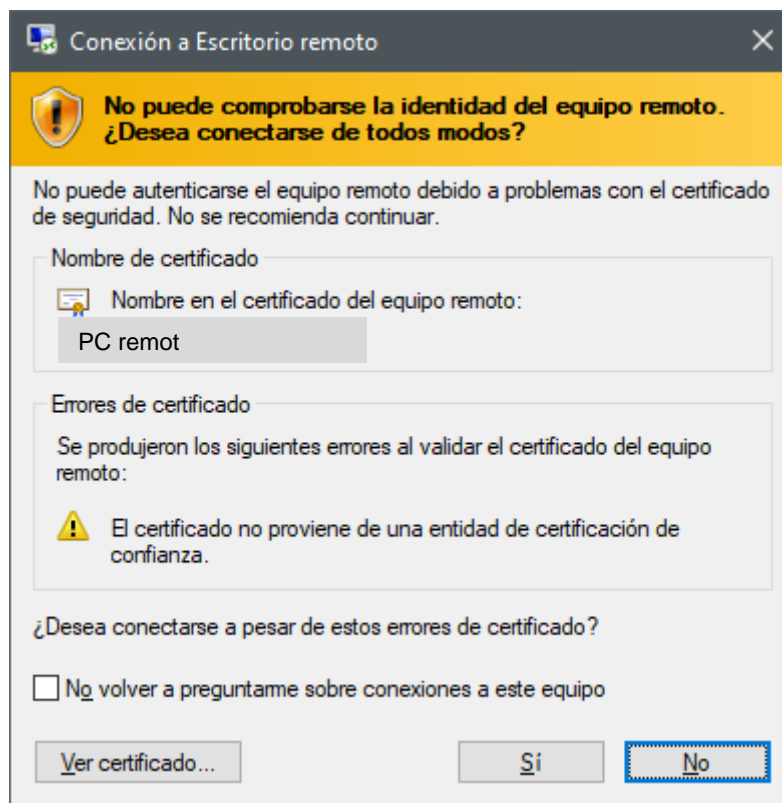 Conexión a Escritorio remoto
No puede comprobarse la identidad del equipo remoto.
¿Desea conectarse de todos modos?
No puede autenticarse el equipo remoto debido a problemas con el certificado
de seguridad. No se recomienda continuar.
Nombre de certificado
Nombre en el certificado del equipo remoto:
PC remot
Errores de certificado
Se produjeron los siguientes errores al validar el certificado del equipo
remoto:
El certificado no proviene de una entidad de certificación de
confianza.
¿Desea conectarse a pesar de estos errores de certificado?
No volver a preguntarme sobre conexiones a este equipo
Ver certificado... Sí No